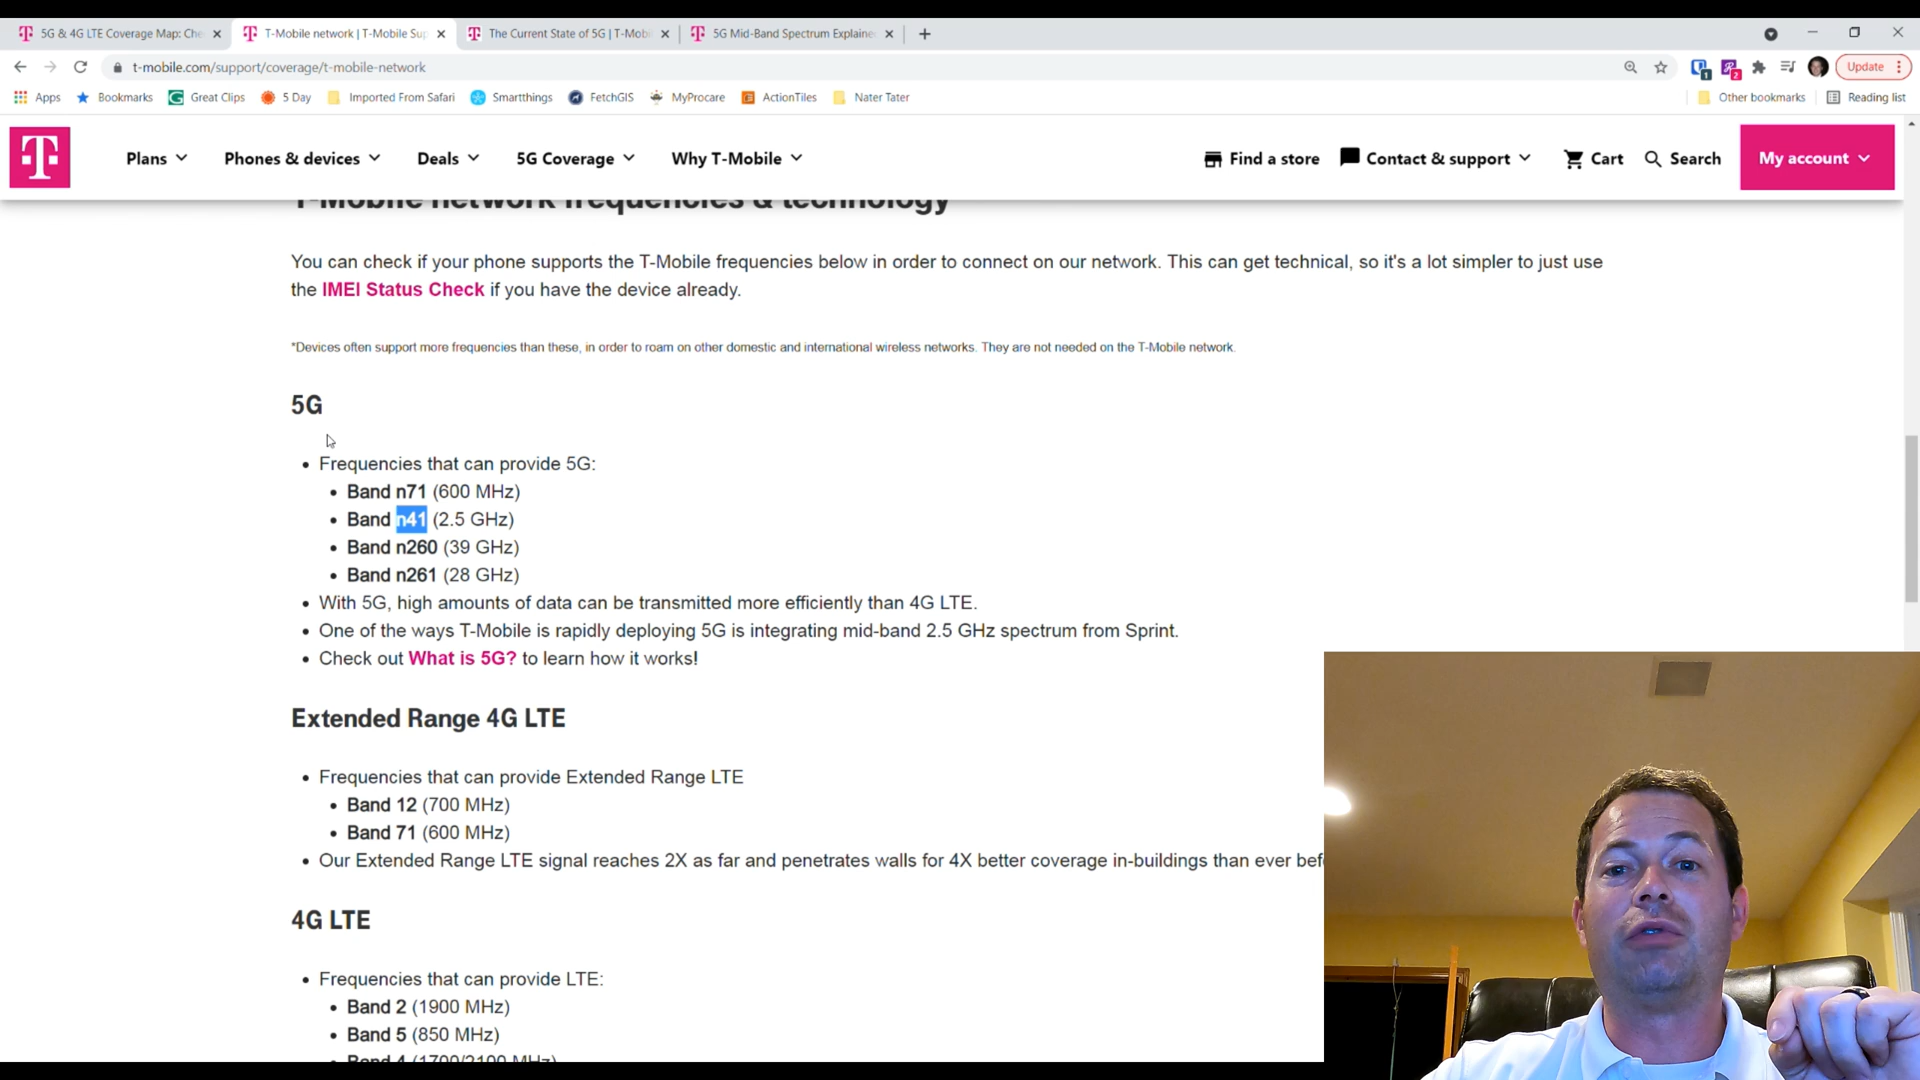 5G & 4G LTE Coverage Map: Che
T-Mobile network | T-Mobile Sup
The Current State of 5G | T-Mobi
5G Mid-Band Spectrum Explaine
t-mobile.com/support/coverage/t-mobile-network
Update
Apps
Bookmarks
Great Clips
5 Day
Imported From Safari
Smartthings
FetchGIS
MyProcare
ActionTiles
Nater Tater
Other bookmarks
Reading list
Plans
Phones & devices
Deals
5G Coverage
Why T-Mobile
Find a store
Contact & support
Cart
Search
My account
T-Mobile network frequencies & technology
You can check if your phone supports the T-Mobile frequencies below in order to connect on our network. This can get technical, so it's a lot simpler to just use
the IMEI Status Check if you have the device already.
*Devices often support more frequencies than these, in order to roam on other domestic and international wireless networks. They are not needed on the T-Mobile network.
5G
• Frequencies that can provide 5G:
• Band n71 (600 MHz)
• Band n41 (2.5 GHz)
• Band n260 (39 GHz)
• Band n261 (28 GHz)
• With 5G, high amounts of data can be transmitted more efficiently than 4G LTE.
• One of the ways T-Mobile is rapidly deploying 5G is integrating mid-band 2.5 GHz spectrum from Sprint.
• Check out What is 5G? to learn how it works!
Extended Range 4G LTE
• Frequencies that can provide Extended Range LTE
• Band 12 (700 MHz)
• Band 71 (600 MHz)
• Our Extended Range LTE signal reaches 2X as far and penetrates walls for 4X better coverage in-buildings than ever bef
4G LTE
• Frequencies that can provide LTE:
• Band 2 (1900 MHz)
• Band 5 (850 MHz)
• Band 4 (1700/2100 MHz)